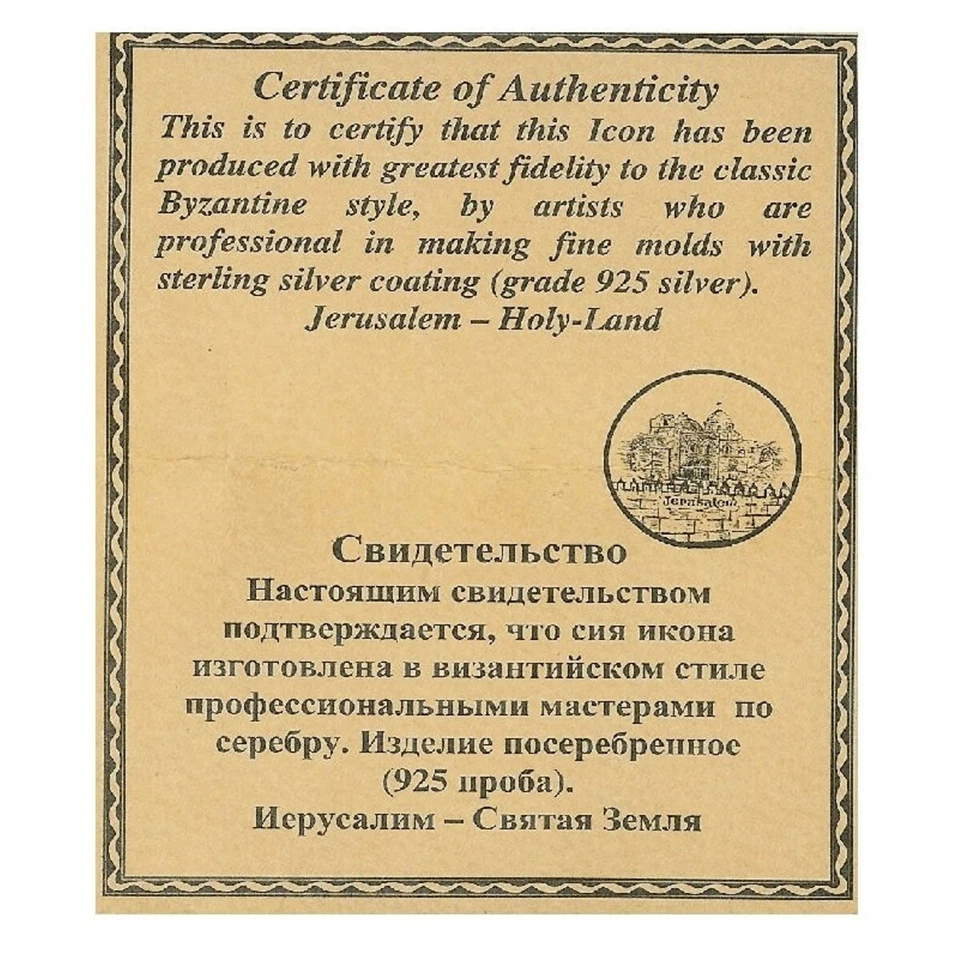 Certificate of Authenticity
This is to certify that this Icon has been
produced with greatest fidelity to the classic
Byzantine style, by artists who are
professional in making fine molds with
sterling silver coating (grade 925 silver).
Jerusalem – Holy-Land
Jerusalem
Свидетельство
Настоящим свидетельством
подтверждается, что сия икона
изготовлена в византийском стиле
профессиональными мастерами по
серебру. Изделие посеребренное
(925 проба).
Иерусалим – Святая Земля